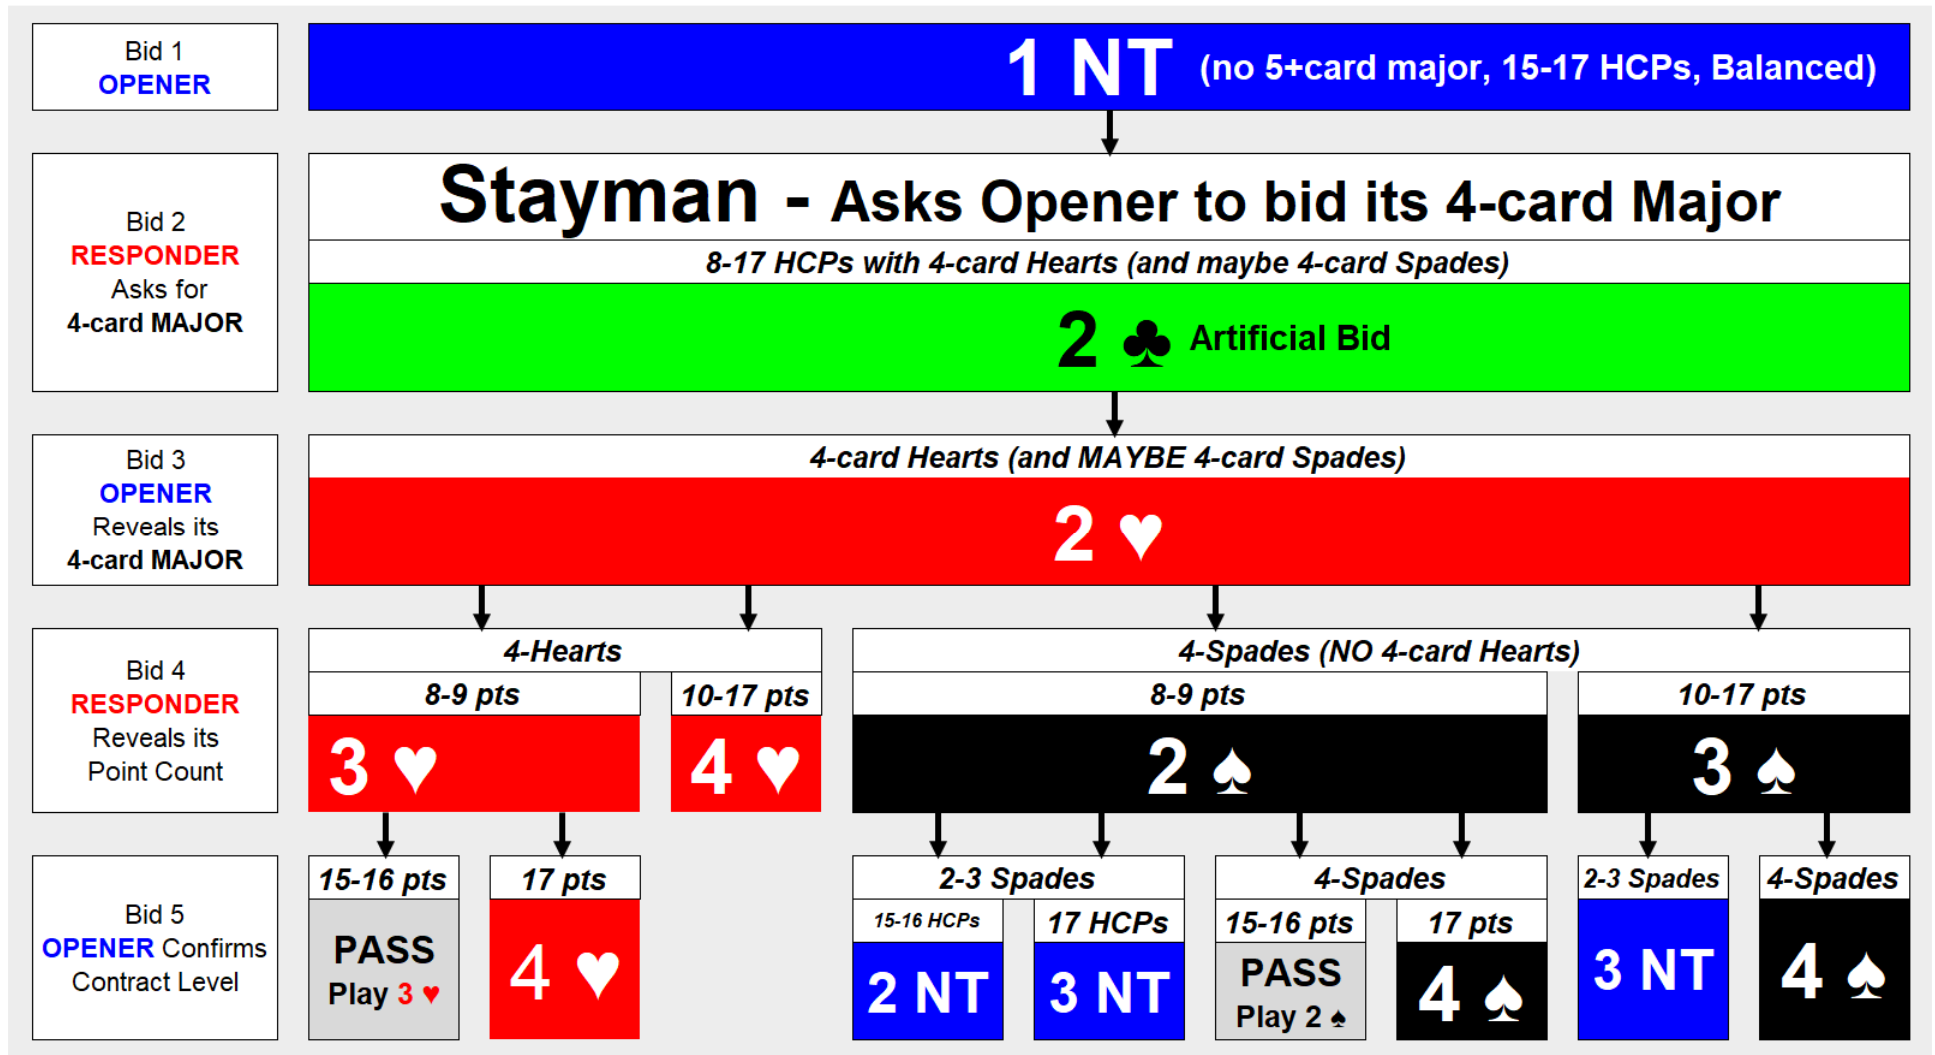 Bid 1
OPENER
1 NT (no 5+card major, 15-17 HCPs, Balanced)
Bid 2
RESPONDER
Asks for
4-card MAJOR
Stayman - Asks Opener to bid its 4-card Major
8-17 HCPs with 4-card Hearts (and maybe 4-card Spades)
2 ♣ Artificial Bid
Bid 3
OPENER
Reveals its
4-card MAJOR
4-card Hearts (and MAYBE 4-card Spades)
2 ♥
Bid 4
RESPONDER
Reveals its
Point Count
4-Hearts
8-9 pts
3 ♥
10-17 pts
4 ♥
4-Spades (NO 4-card Hearts)
8-9 pts
2 ♠
10-17 pts
3 ♠
Bid 5
OPENER Confirms
Contract Level
15-16 pts
PASS
Play 3 ♥
17 pts
4 ♥
2-3 Spades
15-16 HCPs
2 NT
17 HCPs
3 NT
4-Spades
15-16 pts
PASS
Play 2 ♠
17 pts
4 ♠
2-3 Spades
3 NT
4-Spades
4 ♠